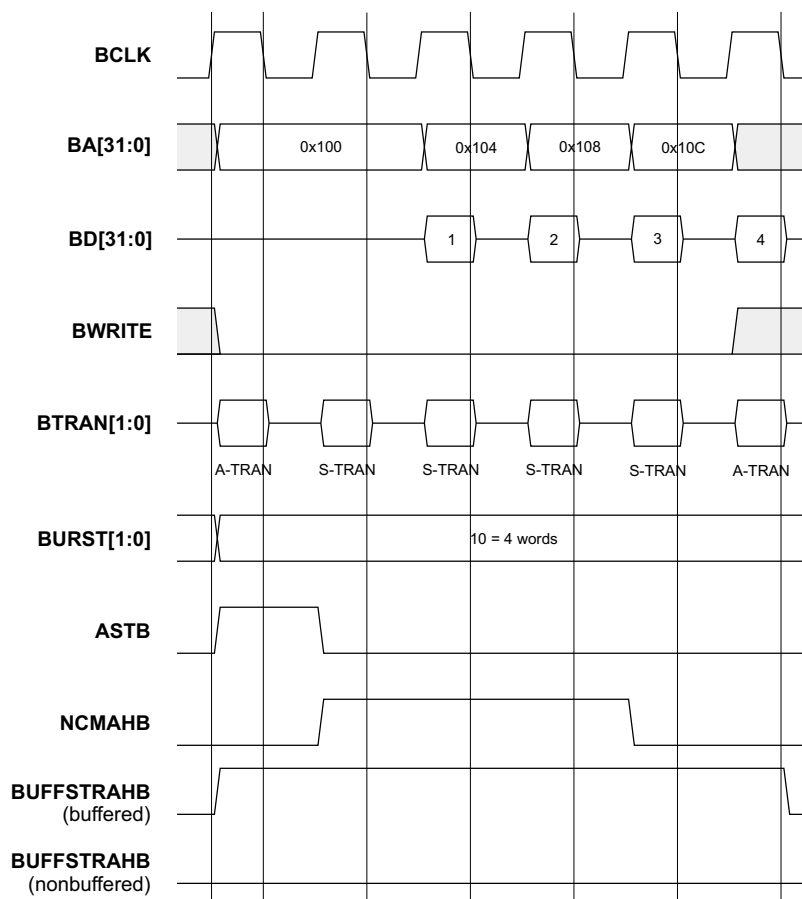 BCLK
BA[31:0]
0x100
0x104
0x108
0x10C
BD[31:0]
1
2
3
4
BWRITE
BTRAN[1:0]
A-TRAN
S-TRAN
S-TRAN
S-TRAN
S-TRAN
A-TRAN
BURST[1:0]
10 = 4 words
ASTB
NCMAHB
BUFFSTRAHB
(buffered)
BUFFSTRAHB
(nonbuffered)